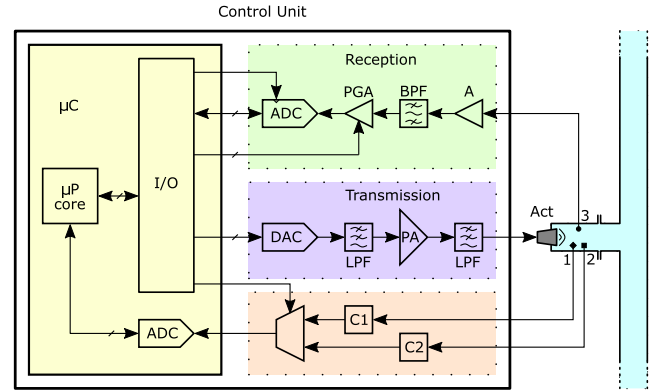 Control Unit
Reception
μC
PGA
BPF
A
ADC
I/O
μP
core
Transmission
Act
3
DAC
PA
LPF
LPF
1
2
C1
ADC
C2